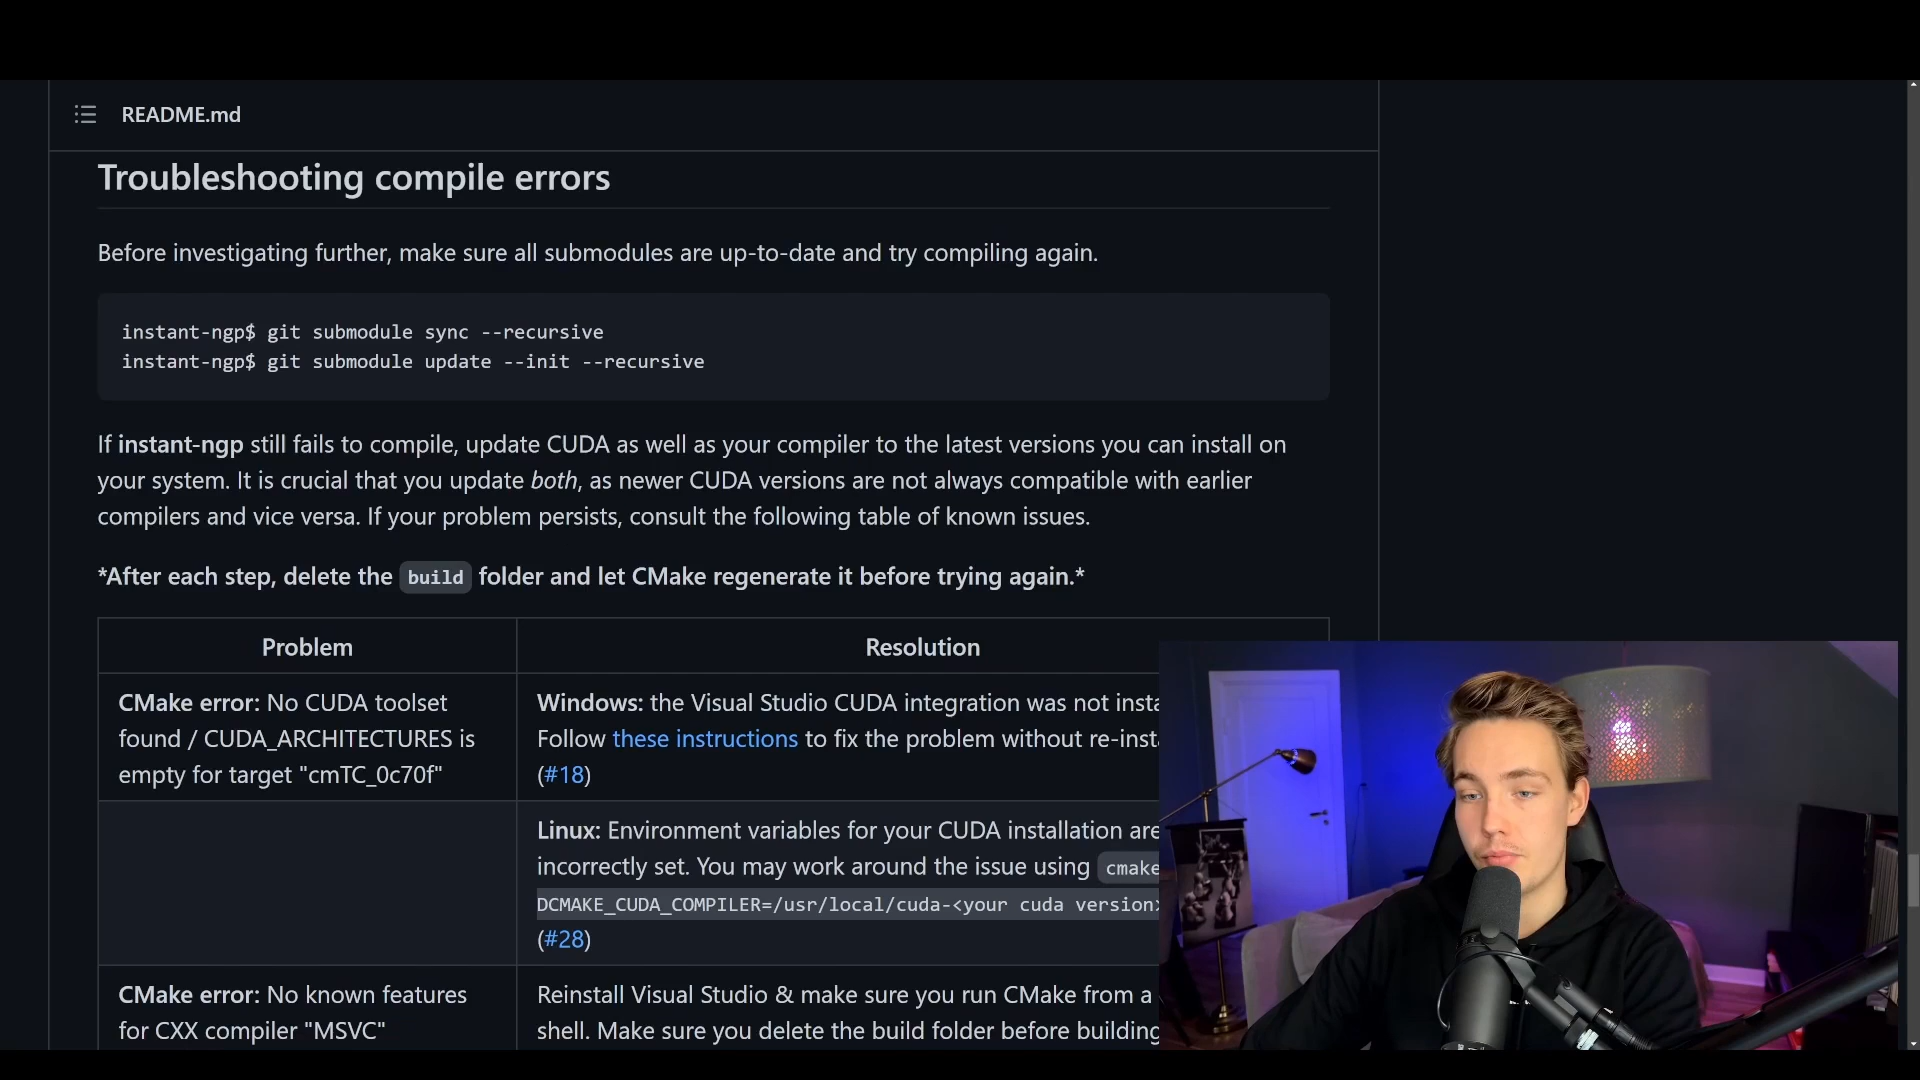 README.md
Troubleshooting compile errors
Before investigating further, make sure all submodules are up-to-date and try compiling again.
instant-ngp$ git submodule sync --recursive
instant-ngp$ git submodule update --init --recursive
If instant-ngp still fails to compile, update CUDA as well as your compiler to the latest versions you can install on
your system. It is crucial that you update both, as newer CUDA versions are not always compatible with earlier
compilers and vice versa. If your problem persists, consult the following table of known issues.
*After each step, delete the build folder and let CMake regenerate it before trying again.*
Problem
Resolution
CMake error: No CUDA toolset
found / CUDA_ARCHITECTURES is
empty for target "cmTC_0c70f"
Windows: the Visual Studio CUDA integration was not
Follow these instructions to fix the problem without
(#18)
Linux: Environment variables for your CUDA installation are
incorrectly set. You may work around the issue using cmake
DCMAKE_CUDA_COMPILER=/usr/local/cuda-<your cuda version>
(#28)
CMake error: No known features
for CXX compiler "MSVC"
Reinstall Visual Studio & make sure you run CMake from a
shell. Make sure you delete the build folder before building